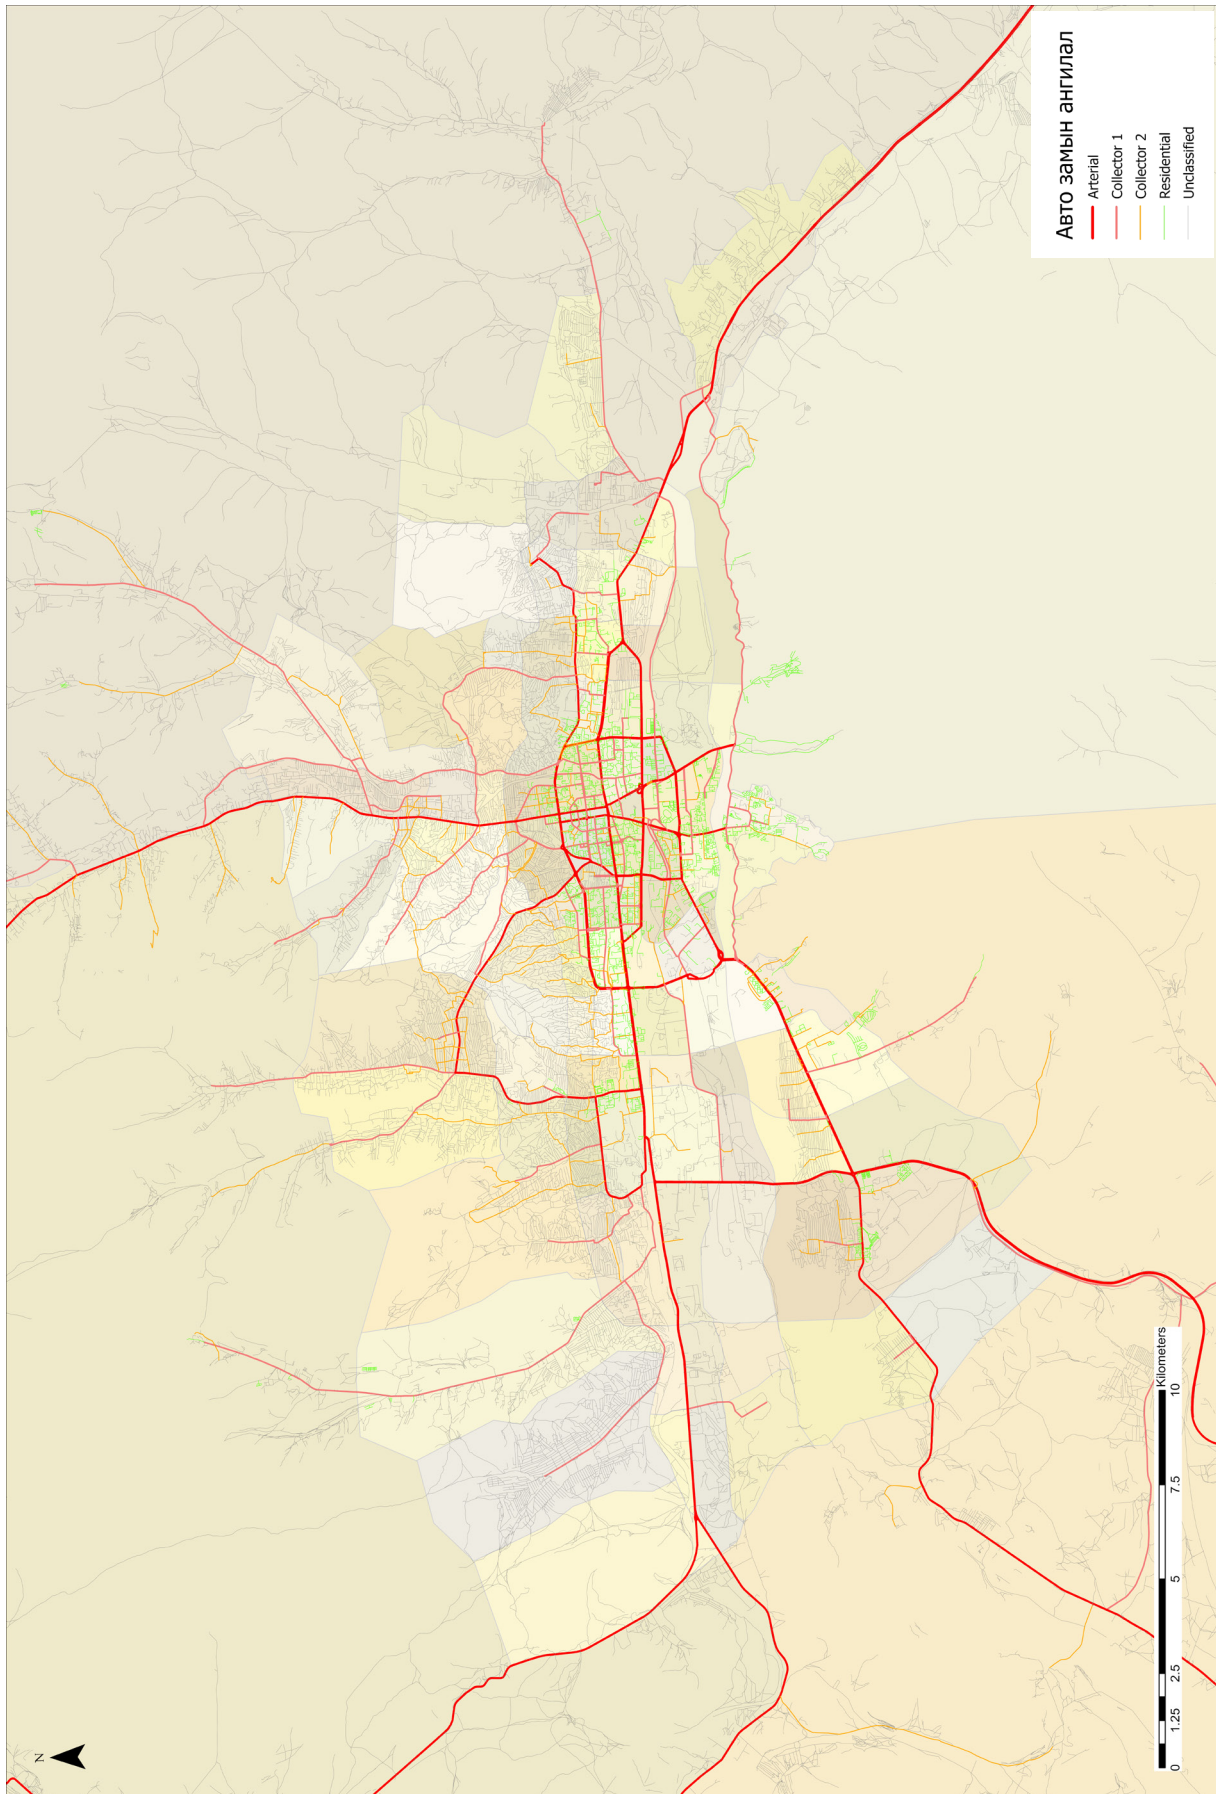 Авто замын ангилал
Arterial
Collector 1
Collector 2
Residential
Unclassified
N
0 1.25 2.5 5 7.5 10
Kilometers